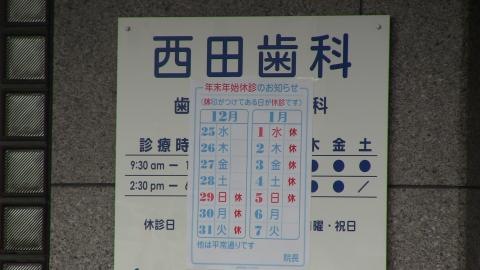 西田歯科
歯 科
年末年始休診のお知らせ
(休印がつけてある日が休診です)
12月 1月
25 水 1 水 休
26 木 2 木 休
27 金 3 金 休
28 土 4 土 休
29 日 休 5 日 休
30 月 休 6 月
31 火 休 7 火
他は平常通りです
院長
診療時 木 金 土
9:30 am ー 1 ● ● ●
2:30 pm ー 6 ● ● /
休診日 曜・祝日